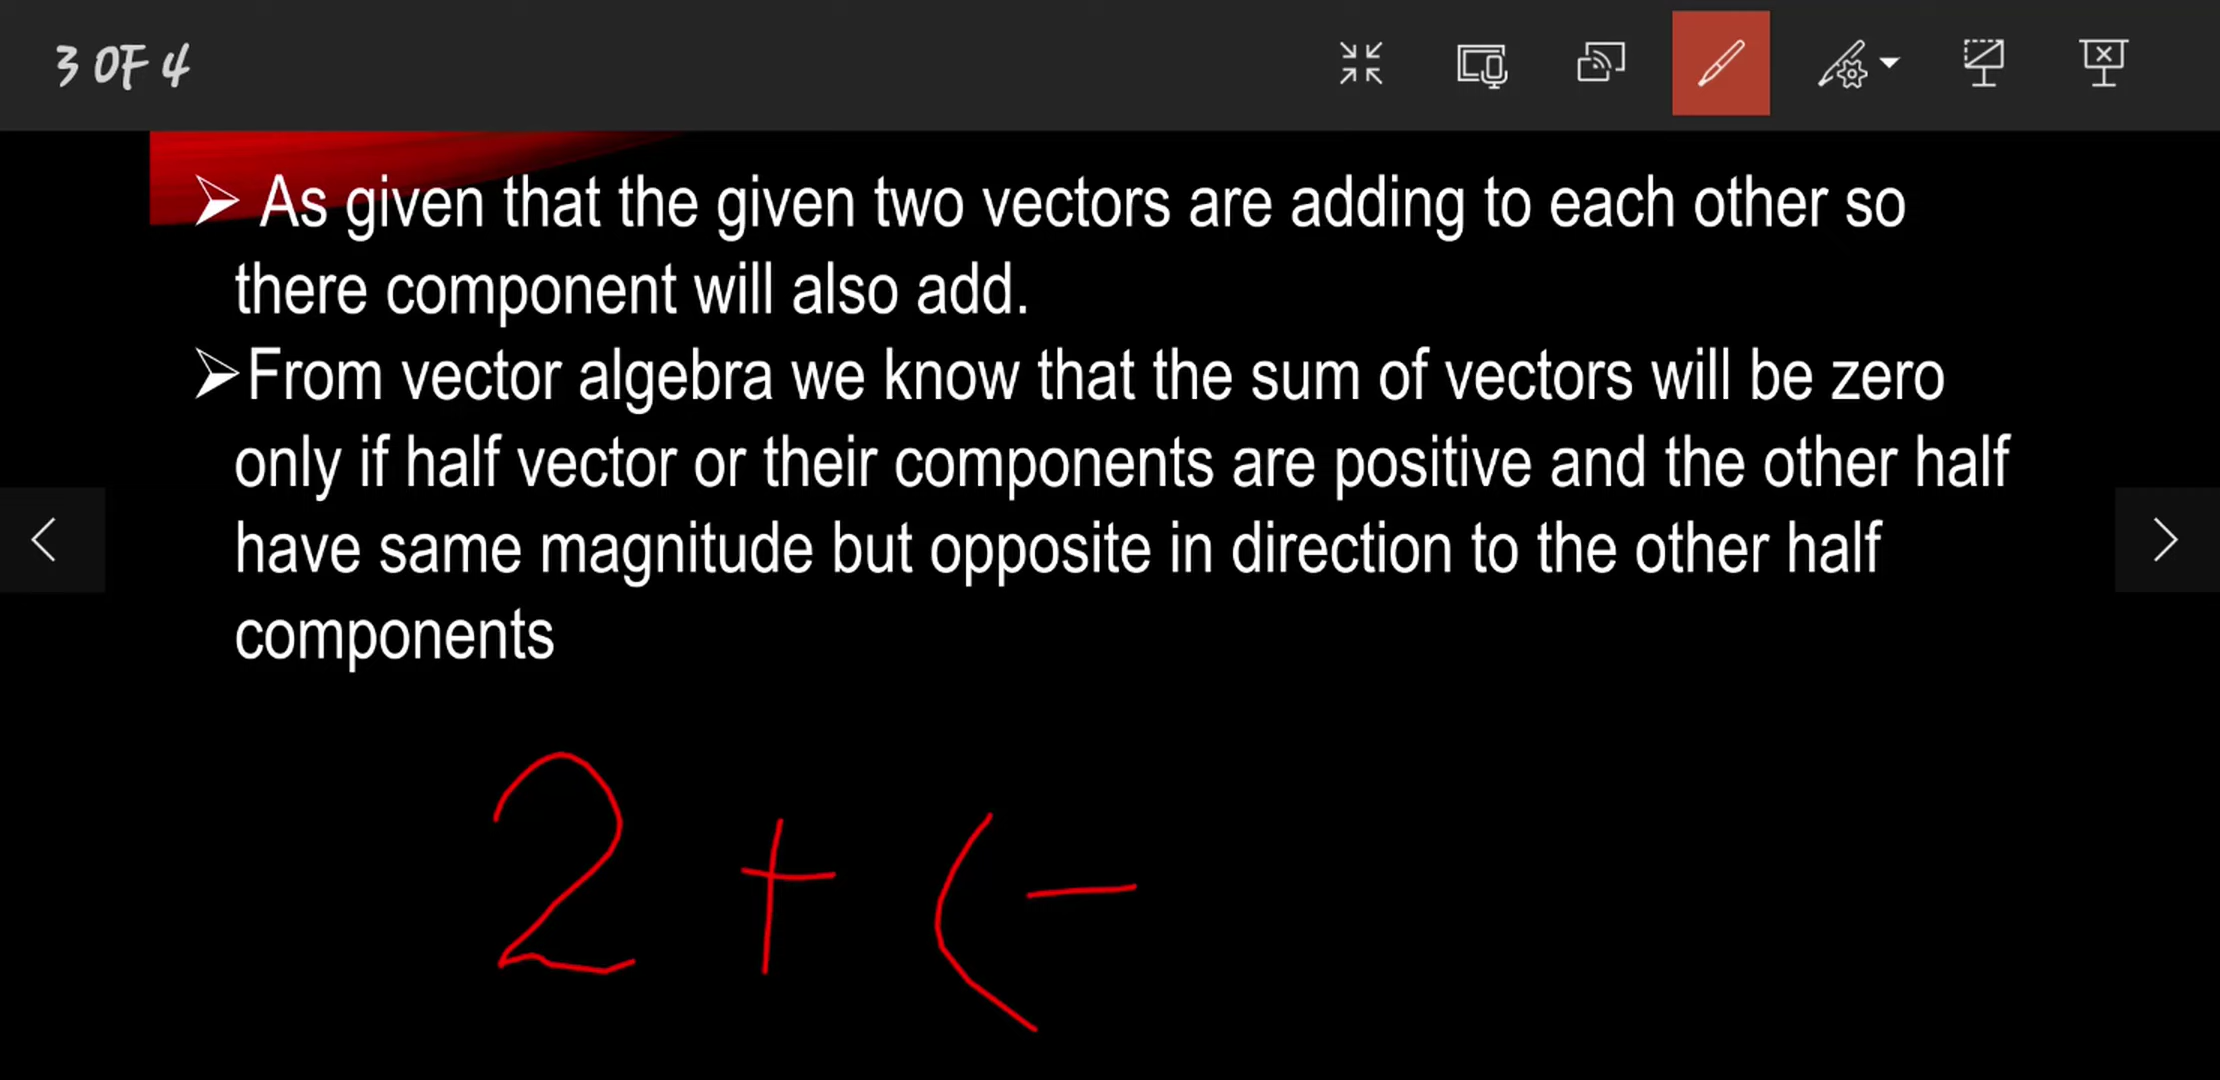 3 OF 4
➢ As given that the given two vectors are adding to each other so
there component will also add.
➢From vector algebra we know that the sum of vectors will be zero
only if half vector or their components are positive and the other half
have same magnitude but opposite in direction to the other half
components
2 + (-